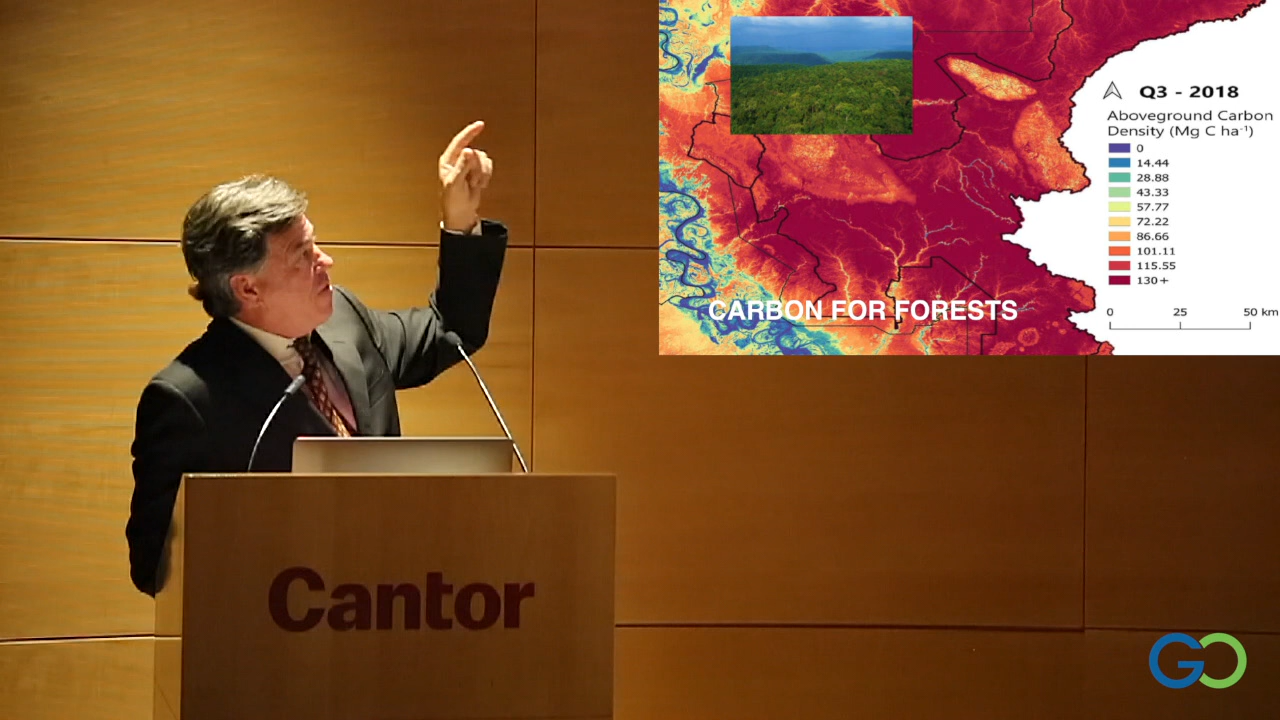 Q3 - 2018
Aboveground Carbon
Density (Mg C ha⁻¹)
0
14.44
28.88
43.33
57.77
72.22
86.66
101.11
115.55
130+
0 25 50 km
CARBON FOR FORESTS
Cantor
GO